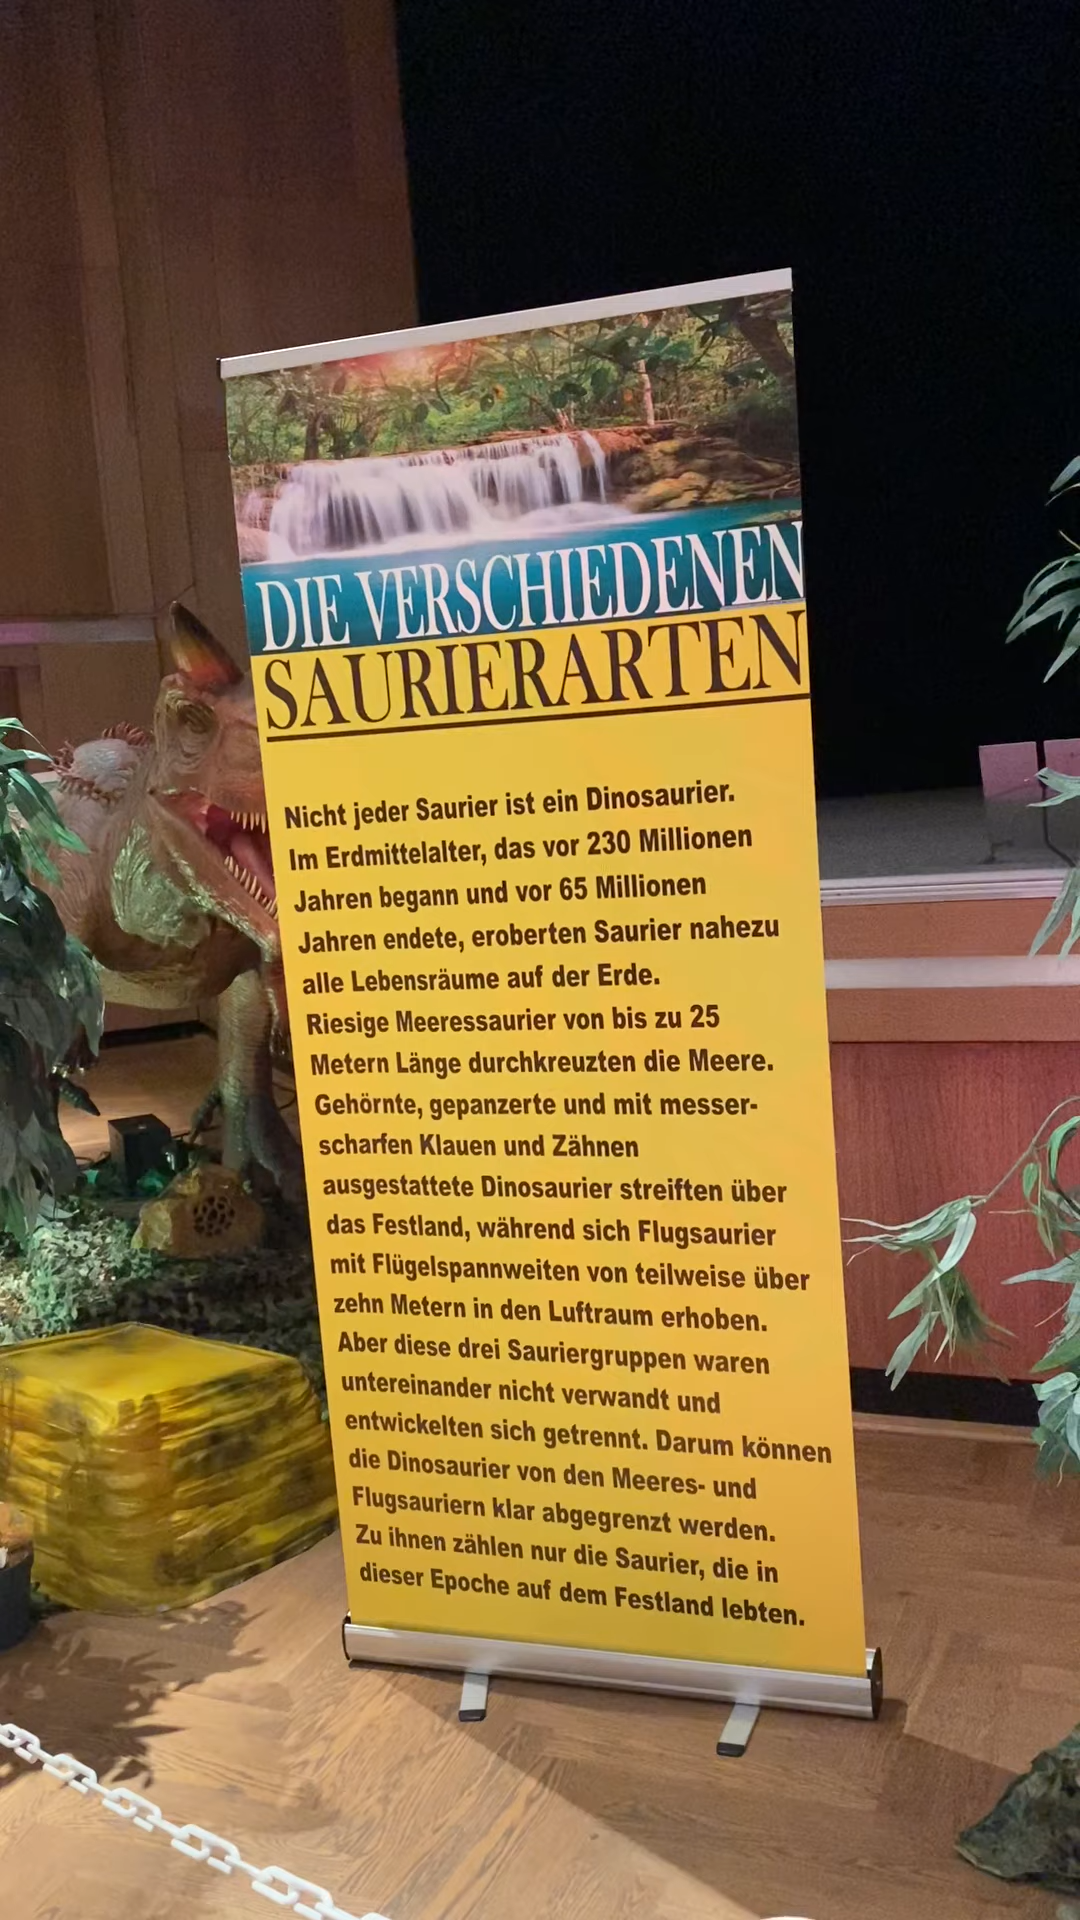 DIE VERSCHIEDENEN
SAURIERARTEN
Nicht jeder Saurier ist ein Dinosaurier.
Im Erdmittelalter, das vor 230 Millionen
Jahren begann und vor 65 Millionen
Jahren endete, eroberten Saurier nahezu
alle Lebensräume auf der Erde.
Riesige Meeressaurier von bis zu 25
Metern Länge durchkreuzten die Meere.
Gehörnte, gepanzerte und mit messer-
scharfen Klauen und Zähnen
ausgestattete Dinosaurier streiften über
das Festland, während sich Flugsaurier
mit Flügelspannweiten von teilweise über
zehn Metern in den Luftraum erhoben.
Aber diese drei Sauriergruppen waren
untereinander nicht verwandt und
entwickelten sich getrennt. Darum können
die Dinosaurier von den Meeres- und
Flugsauriern klar abgegrenzt werden.
Zu ihnen zählen nur die Saurier, die in
dieser Epoche auf dem Festland lebten.